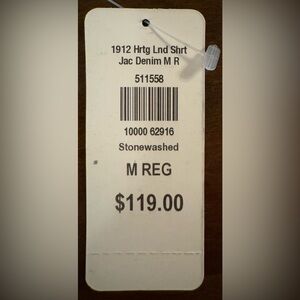 1912 Hrtg Lnd Shrt
Jac Denim M R
511558
10000 62916
Stonewashed
M REG
$119.00